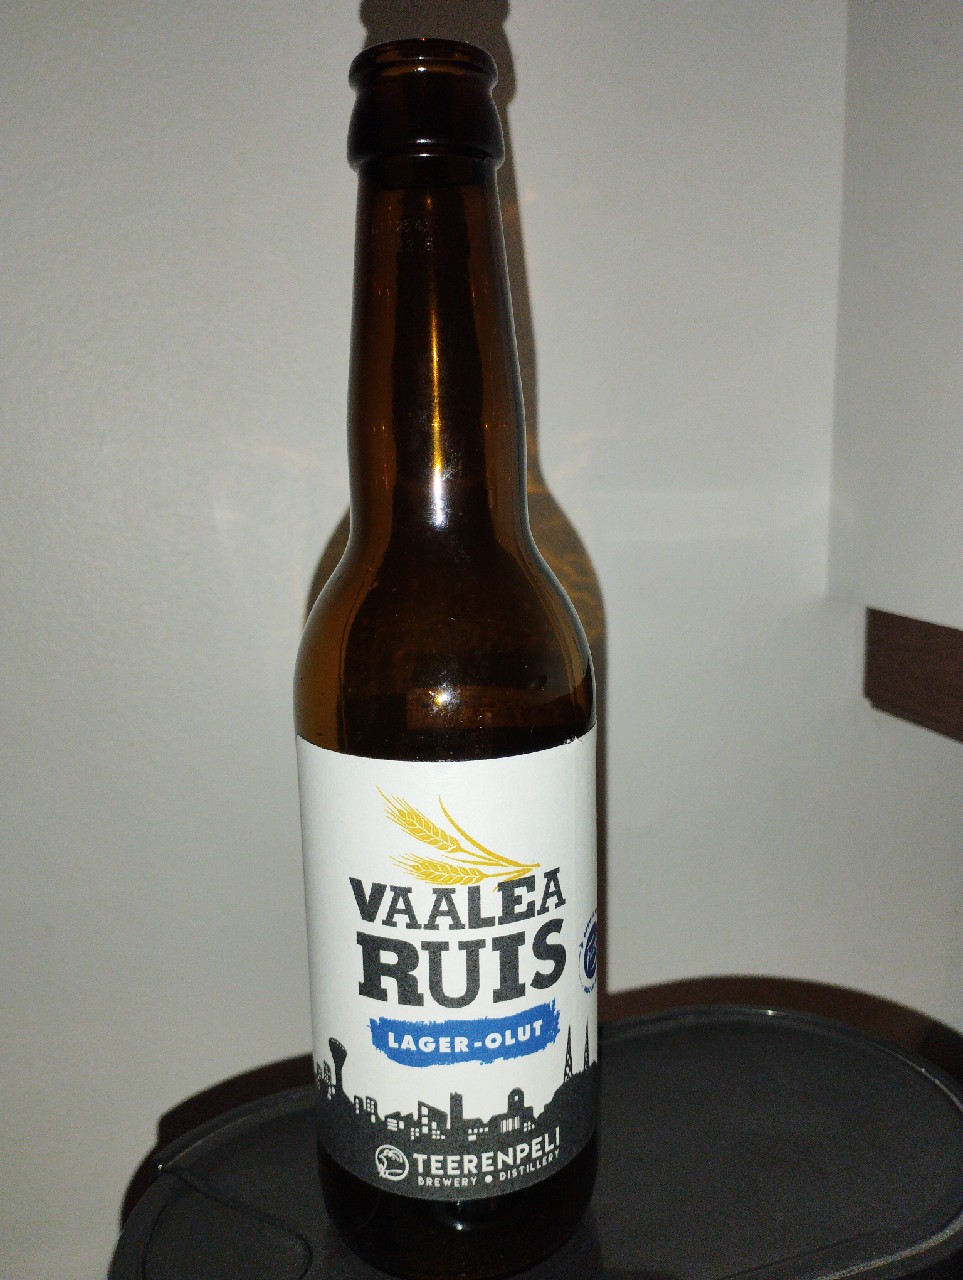 VAALEA
RUIS
LAGER-OLUT
TEERENPELI
BREWERY • DISTILLERY